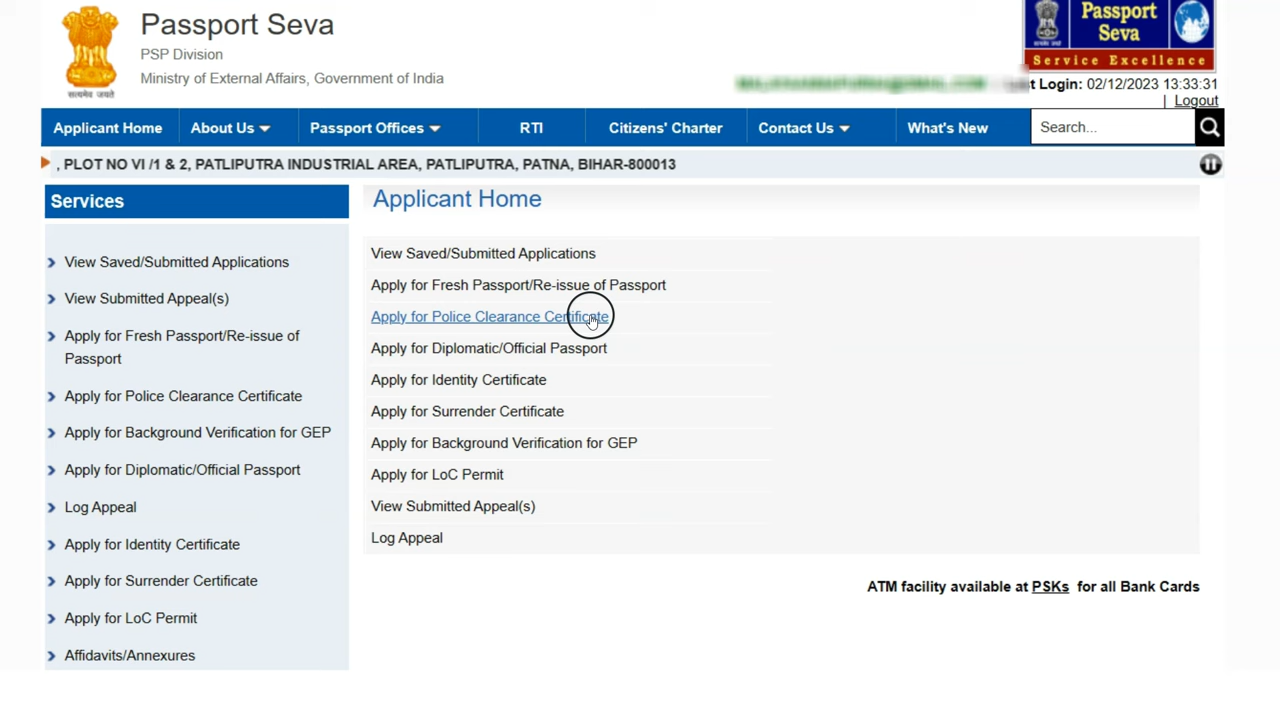 Passport Seva
PSP Division
Ministry of External Affairs, Government of India
सत्यमेव जयते
Passport
Seva
Service Excellence
t Login: 02/12/2023 13:33:31
| Logout
Applicant Home
About Us
Passport Offices
RTI
Citizens' Charter
Contact Us
What's New
Search...
, PLOT NO VI /1 & 2, PATLIPUTRA INDUSTRIAL AREA, PATLIPUTRA, PATNA, BIHAR-800013
Services
View Saved/Submitted Applications
View Submitted Appeal(s)
Apply for Fresh Passport/Re-issue of
Passport
Apply for Police Clearance Certificate
Apply for Background Verification for GEP
Apply for Diplomatic/Official Passport
Log Appeal
Apply for Identity Certificate
Apply for Surrender Certificate
Apply for LoC Permit
Affidavits/Annexures
Applicant Home
View Saved/Submitted Applications
Apply for Fresh Passport/Re-issue of Passport
Apply for Police Clearance Certificate
Apply for Diplomatic/Official Passport
Apply for Identity Certificate
Apply for Surrender Certificate
Apply for Background Verification for GEP
Apply for LoC Permit
View Submitted Appeal(s)
Log Appeal
ATM facility available at PSKs for all Bank Cards